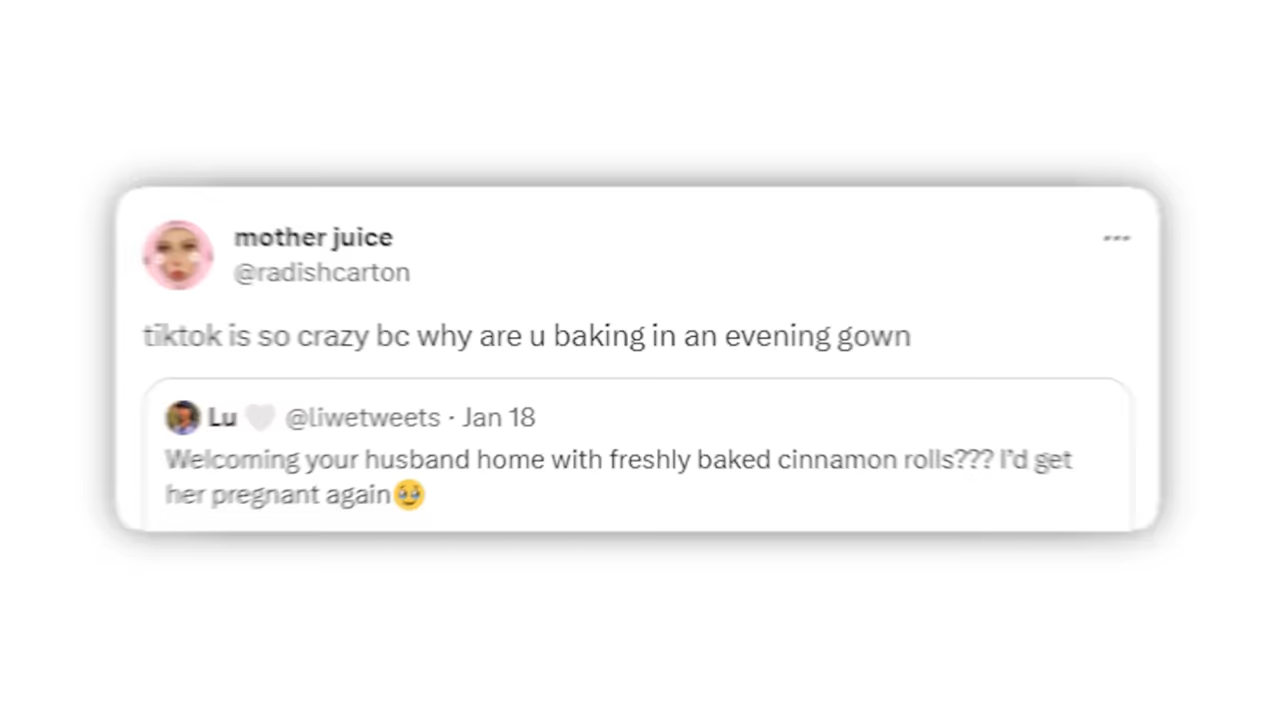 mother juice
@radishcarton
tiktok is so crazy bc why are u baking in an evening gown
Lu 🤍 @liwetweets · Jan 18
Welcoming your husband home with freshly baked cinnamon rolls??? I'd get
her pregnant again🥹